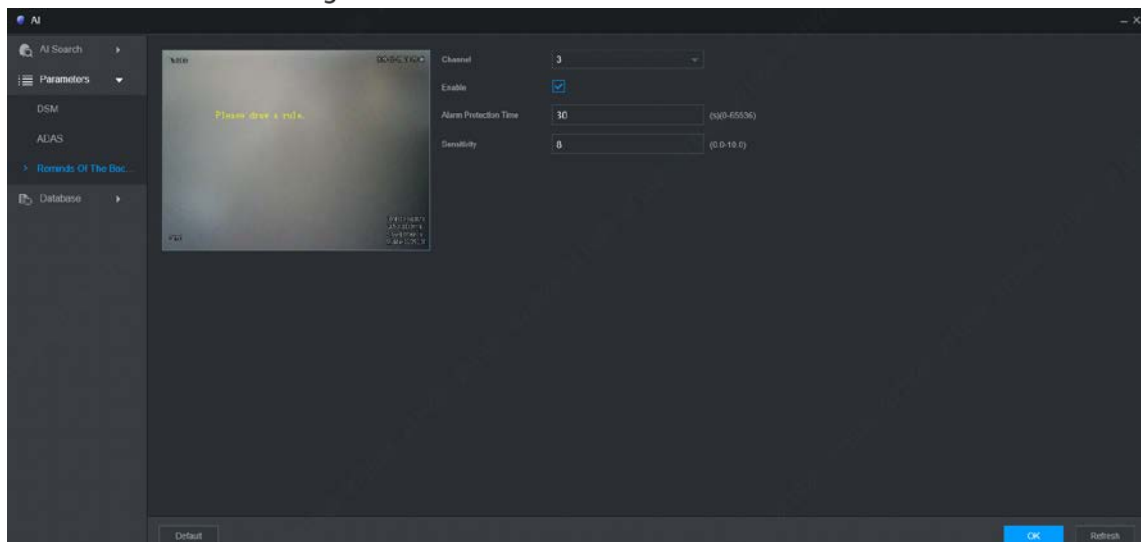 AI
AI Search
Parameters
DSM
ADAS
Reminds Of The Bac...
Database
Please draw a rule.
Channel 3
Enable
Alarm Protection Time 30 (s)(0-65536)
Sensitivity 8 (0.0-10.0)
Default
OK
Refresh